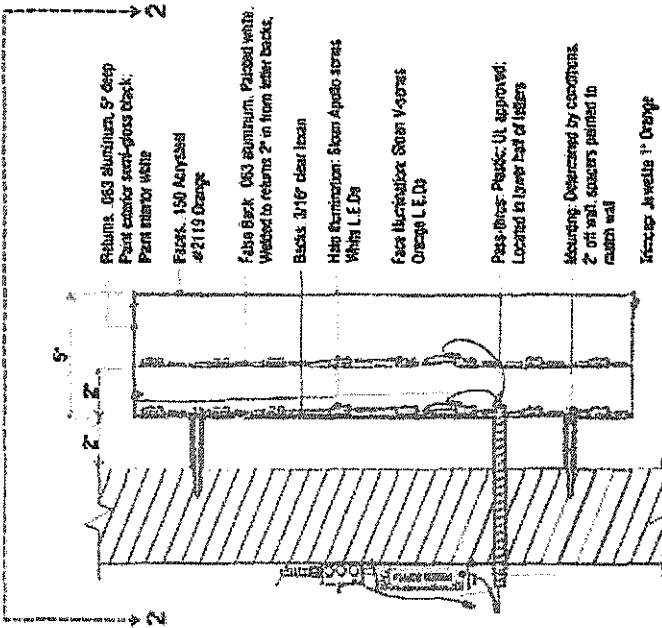 2
2
5"
2"
2"
Returns: .063 aluminum, 5" deep
Paint exterior semi-gloss black;
Paint interior white
Faces: .150 Acrysteel
#2119 Orange
False Back: .063 aluminum. Painted white.
Welded to returns 2" in from letter backs.
Backs: 3/16" clear lexan
Halo Illumination: Sloan Apollo series
White L.E.Ds
Face Illumination: Sloan V-series
Orange L.E.Ds
Pass-thros: Plastic; UL approved;
Located in lower half of letters
Mounting: Determined by conditions.
2" off wall, spacers painted to
match wall
Trimcap: Jewelite 1" Orange